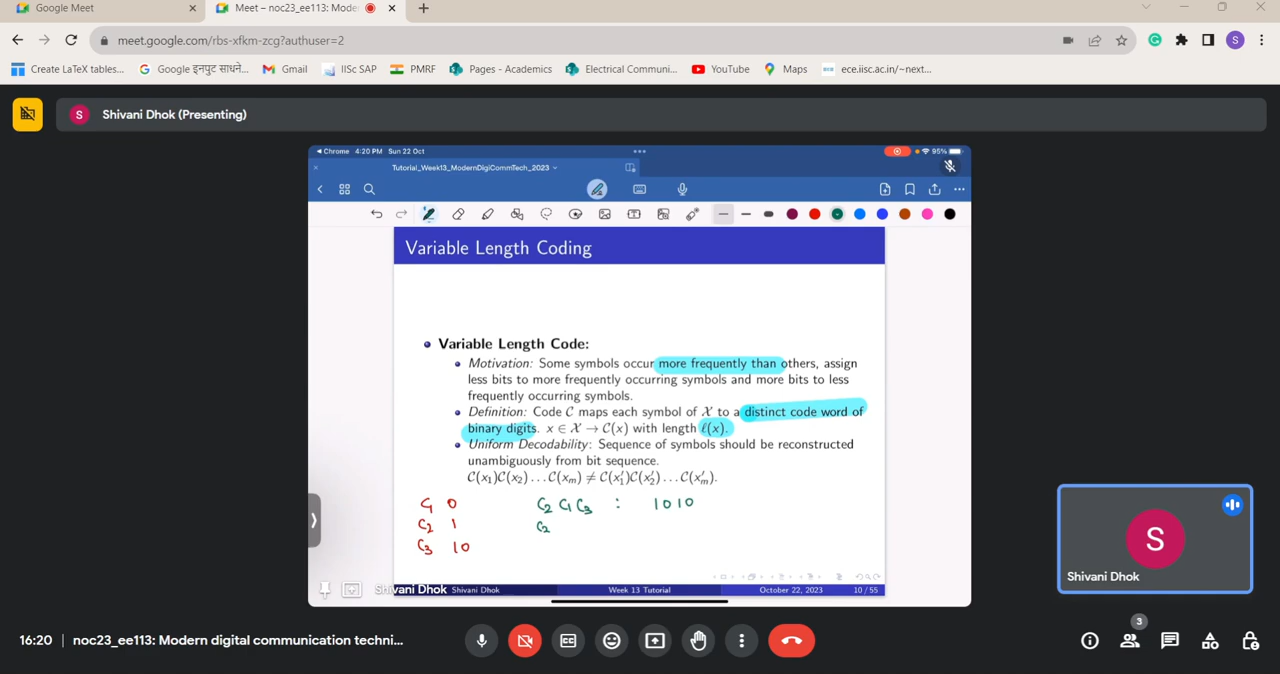 Google Meet
Meet – noc23_ee113: Mode
meet.google.com/rbs-xfkm-zcg?authuser=2
S
Create LaTeX tables...
Google इनपुट साधने...
Gmail
IISc SAP
PMRF
Pages - Academics
Electrical Communi...
YouTube
Maps
ece.iisc.ac.in/~next...
S Shivani Dhok (Presenting)
Chrome 4:20 PM Sun 22 Oct 95%
Tutorial_Week13_ModernDigiCommTech_2023
Variable Length Coding
Variable Length Code:
Motivation: Some symbols occur more frequently than others, assign
less bits to more frequently occurring symbols and more bits to less
frequently occurring symbols.
Definition: Code C maps each symbol of X to a distinct code word of
binary digits. x ∈ X → C(x) with length ℓ(x).
Uniform Decodability: Sequence of symbols should be reconstructed
unambiguously from bit sequence.
C(x₁)C(x₂)...C(xₘ) ≠ C(x₁′)C(x₂′)...C(xₘ′).
C₁ 0 C₂ C₁ C₃ : 1010
C₂ 1 C₂
C₃ 10
Shivani Dhok Shivani Dhok Week 13 Tutorial October 22, 2023 10 / 55
S
Shivani Dhok
16:20 | noc23_ee113: Modern digital communication techni...
3